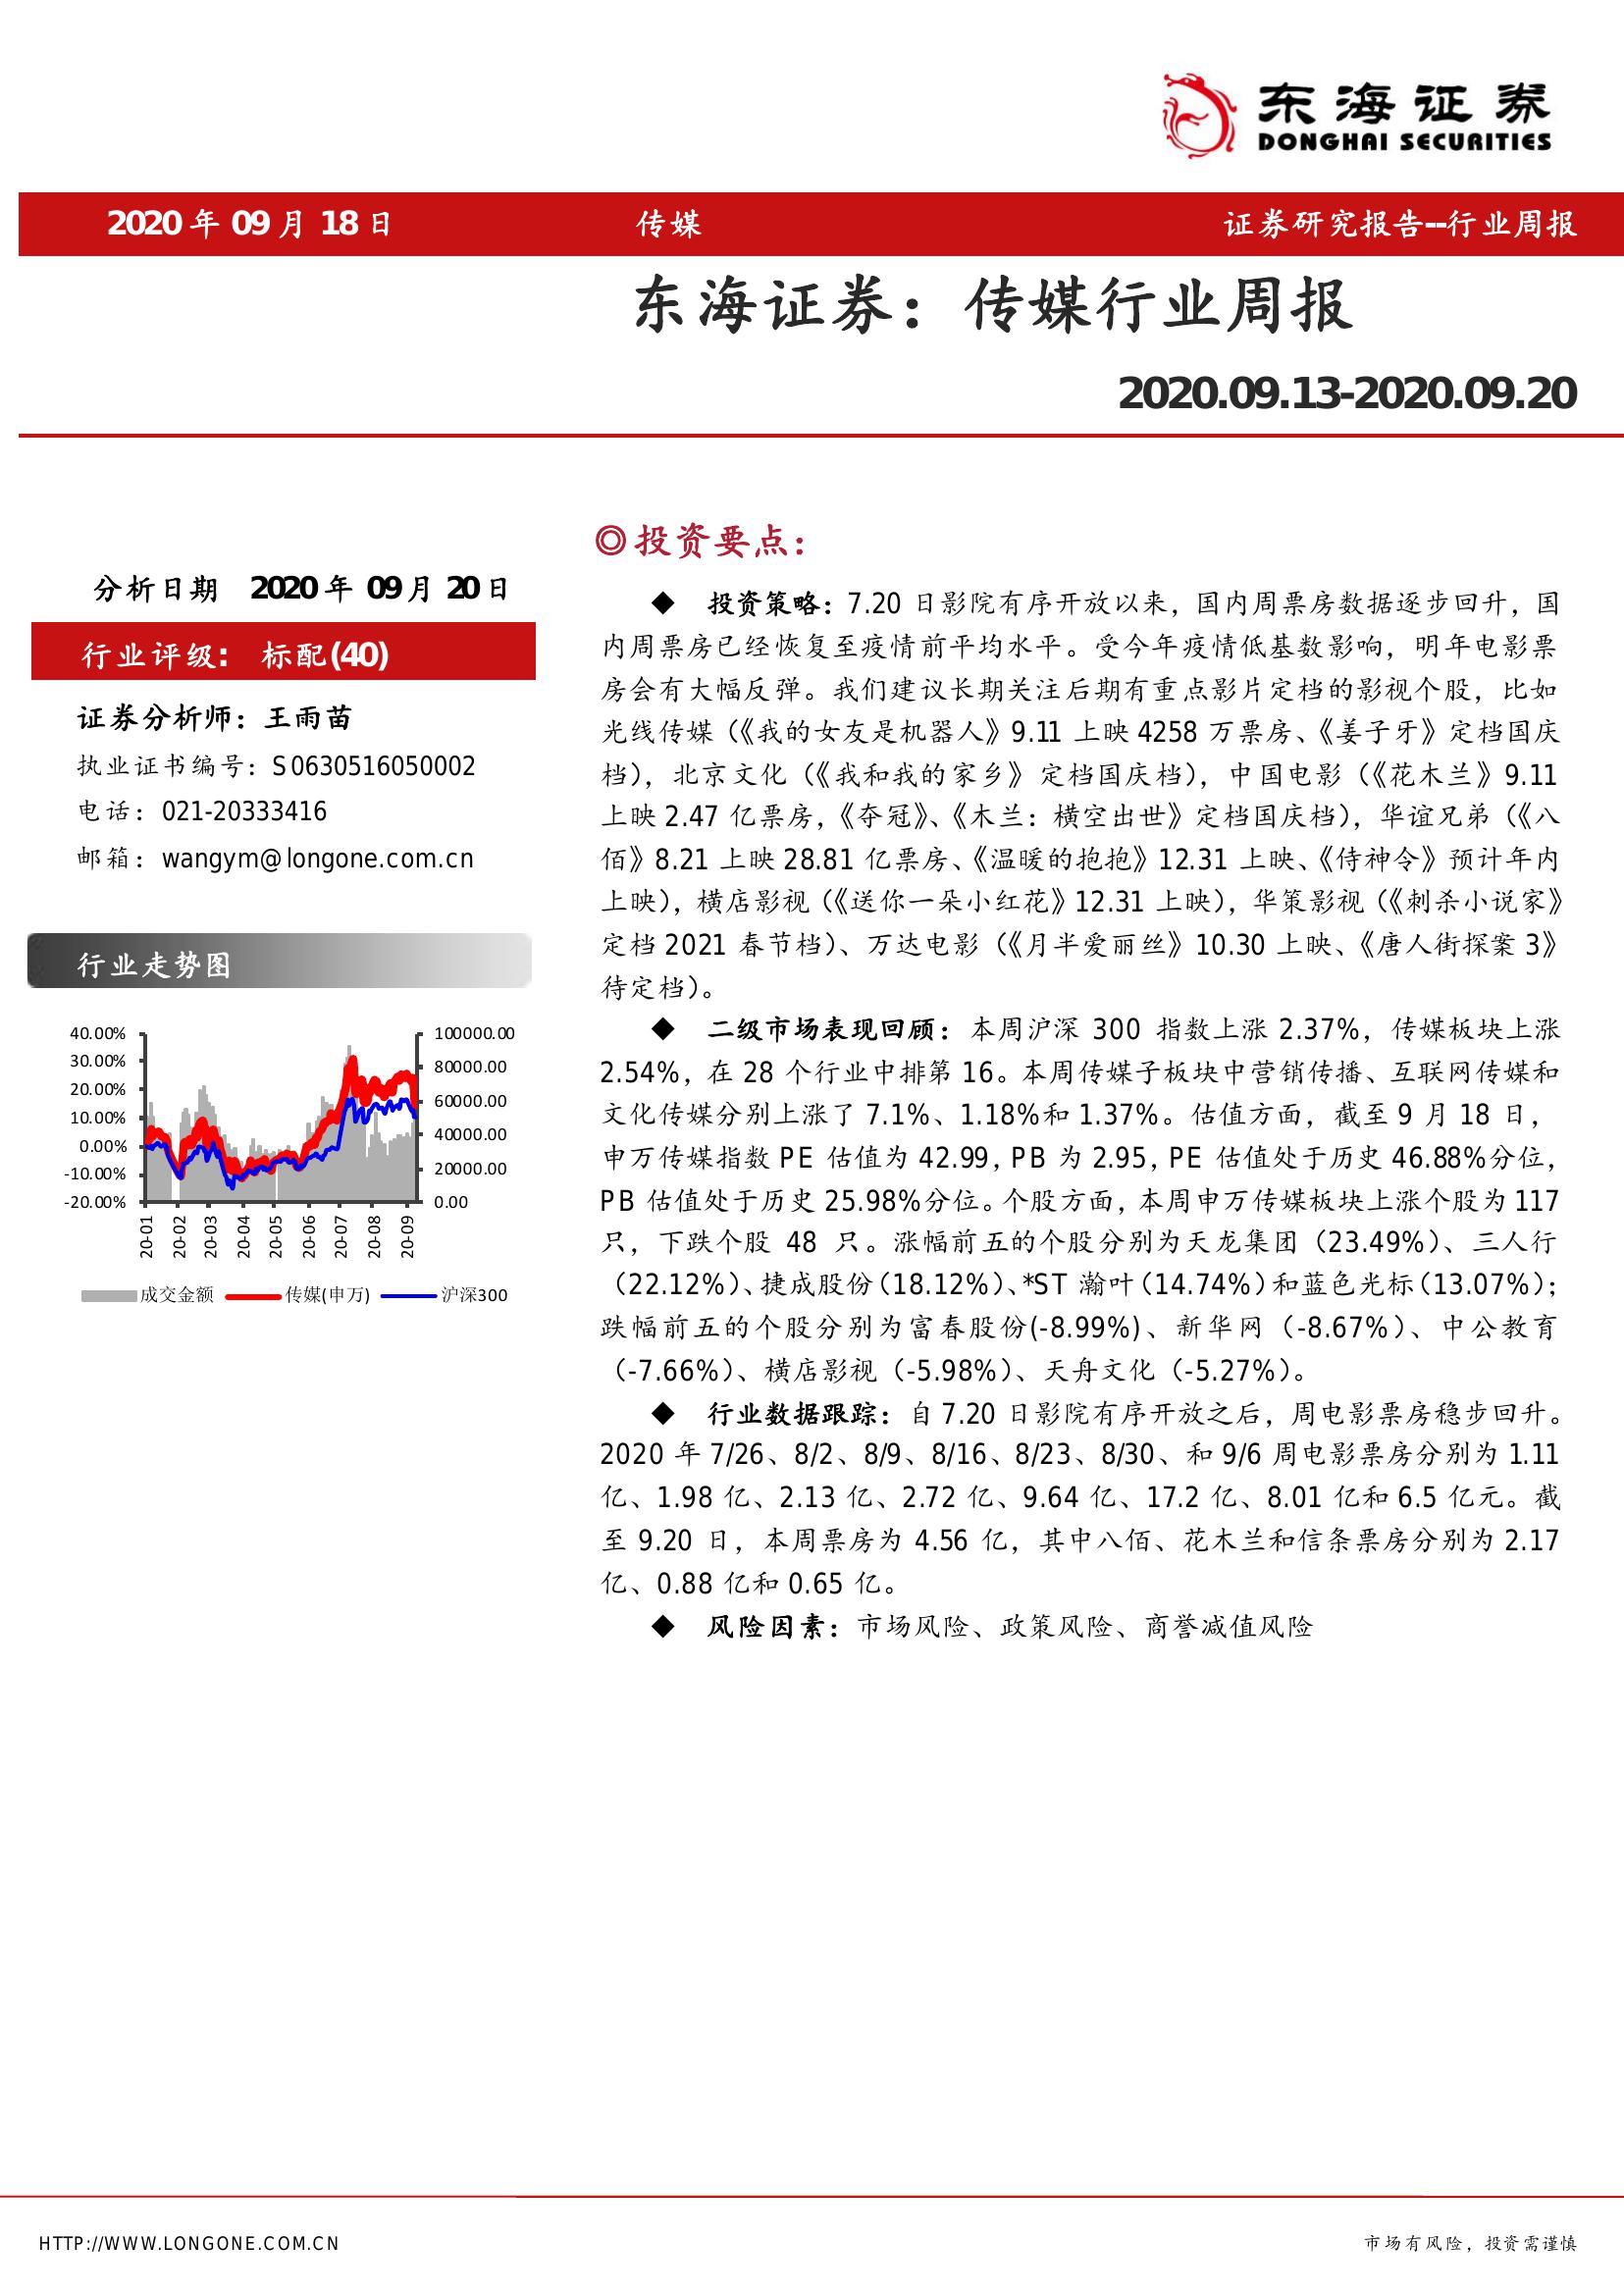 东海证券
DONGHAI SECURITIES
2020 年 09 月 18 日 传媒 证券研究报告--行业周报
东海证券：传媒行业周报
2020.09.13-2020.09.20
分析日期 2020 年 09 月 20 日
行业评级： 标配(40)
证券分析师：王雨苗
执业证书编号：S0630516050002
电话：021-20333416
邮箱：wangym@longone.com.cn
行业走势图
40.00%
30.00%
20.00%
10.00%
0.00%
-10.00%
-20.00%
100000.00
80000.00
60000.00
40000.00
20000.00
0.00
20-01
20-02
20-03
20-04
20-05
20-06
20-07
20-08
20-09
成交金额 传媒(申万) 沪深300
◎投资要点：
◆ 投资策略：7.20 日影院有序开放以来，国内周票房数据逐步回升，国
内周票房已经恢复至疫情前平均水平。受今年疫情低基数影响，明年电影票
房会有大幅反弹。我们建议长期关注后期有重点影片定档的影视个股，比如
光线传媒（《我的女友是机器人》9.11 上映 4258 万票房、《姜子牙》定档国庆
档），北京文化（《我和我的家乡》定档国庆档），中国电影（《花木兰》9.11
上映 2.47 亿票房，《夺冠》、《木兰：横空出世》定档国庆档），华谊兄弟（《八
佰》8.21 上映 28.81 亿票房、《温暖的抱抱》12.31 上映、《侍神令》预计年内
上映），横店影视（《送你一朵小红花》12.31 上映），华策影视（《刺杀小说家》
定档 2021 春节档）、万达电影（《月半爱丽丝》10.30 上映、《唐人街探案 3》
待定档）。
◆ 二级市场表现回顾：本周沪深 300 指数上涨 2.37%，传媒板块上涨
2.54%，在 28 个行业中排第 16。本周传媒子板块中营销传播、互联网传媒和
文化传媒分别上涨了 7.1%、1.18%和 1.37%。估值方面，截至 9 月 18 日，
申万传媒指数 PE 估值为 42.99，PB 为 2.95，PE 估值处于历史 46.88%分位，
PB 估值处于历史 25.98%分位。个股方面，本周申万传媒板块上涨个股为 117
只，下跌个股 48 只。涨幅前五的个股分别为天龙集团（23.49%）、三人行
（22.12%）、捷成股份（18.12%）、*ST 瀚叶（14.74%）和蓝色光标（13.07%）；
跌幅前五的个股分别为富春股份(-8.99%)、新华网（-8.67%）、中公教育
（-7.66%）、横店影视（-5.98%）、天舟文化（-5.27%）。
◆ 行业数据跟踪：自 7.20 日影院有序开放之后，周电影票房稳步回升。
2020 年 7/26、8/2、8/9、8/16、8/23、8/30、和 9/6 周电影票房分别为 1.11
亿、1.98 亿、2.13 亿、2.72 亿、9.64 亿、17.2 亿、8.01 亿和 6.5 亿元。截
至 9.20 日，本周票房为 4.56 亿，其中八佰、花木兰和信条票房分别为 2.17
亿、0.88 亿和 0.65 亿。
◆ 风险因素：市场风险、政策风险、商誉减值风险
HTTP://WWW.LONGONE.COM.CN 市场有风险，投资需谨慎